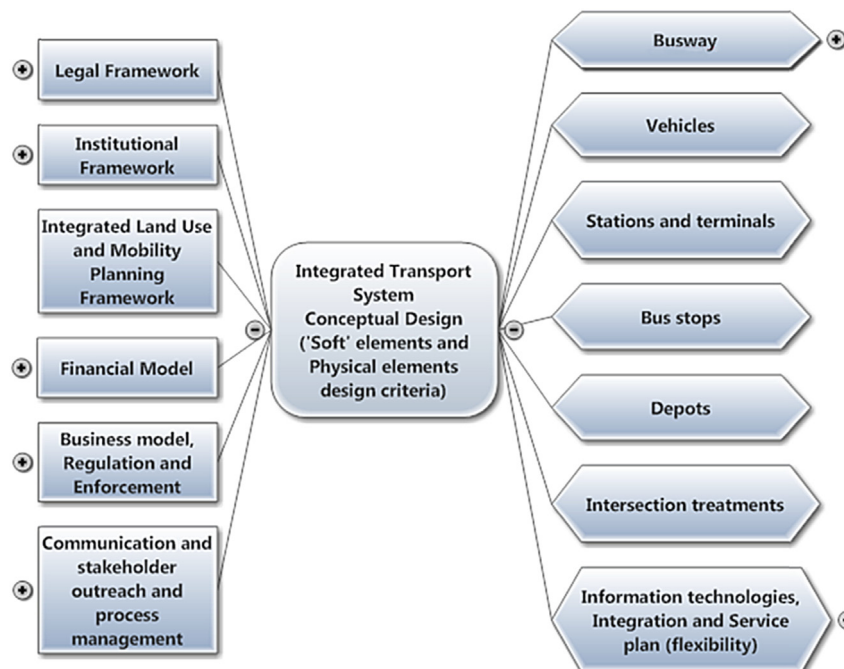 Legal Framework
Institutional
Framework
Integrated Land Use
and Mobility
Planning
Framework
Financial Model
Business model,
Regulation and
Enforcement
Communication and
stakeholder
outreach and
process
management
Integrated Transport
System
Conceptual Design
('Soft' elements and
Physical elements
design criteria)
Busway
Vehicles
Stations and terminals
Bus stops
Depots
Intersection treatments
Information technologies,
Integration and Service
plan (flexibility)